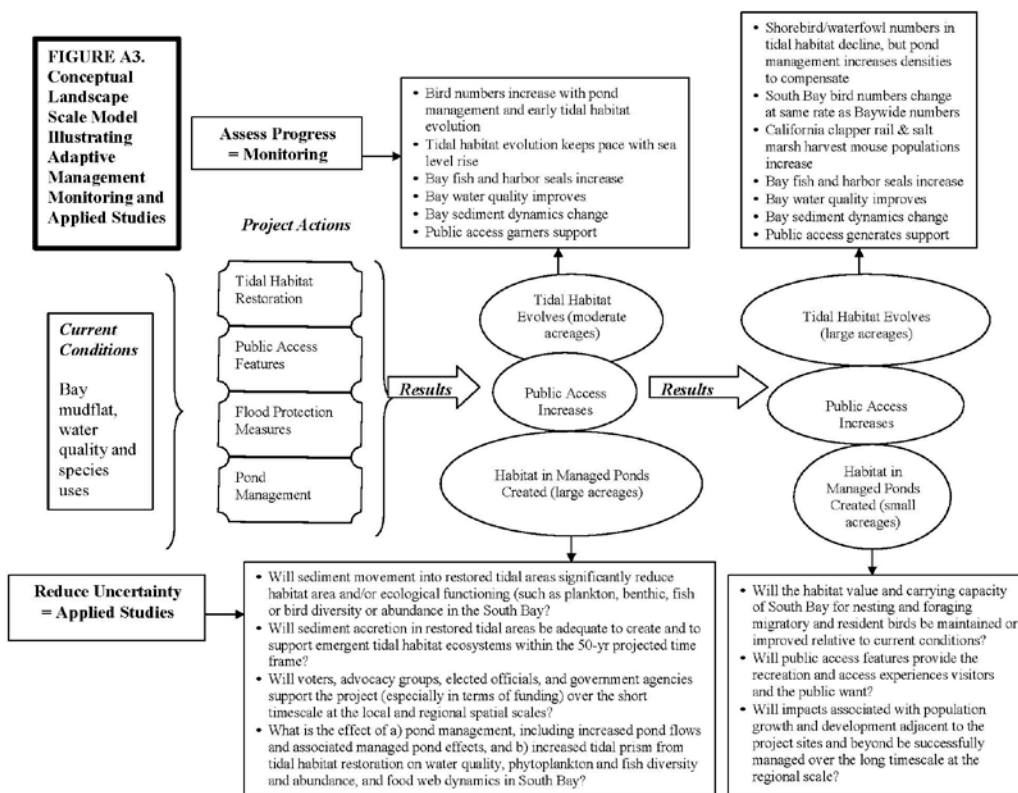 FIGURE A3.
Conceptual
Landscape
Scale Model
Illustrating
Adaptive
Management
Monitoring and
Applied Studies
Assess Progress
= Monitoring
• Bird numbers increase with pond
management and early tidal habitat
evolution
• Tidal habitat evolution keeps pace with sea
level rise
• Bay fish and harbor seals increase
• Bay water quality improves
• Bay sediment dynamics change
• Public access garners support
• Shorebird/waterfowl numbers in
tidal habitat decline, but pond
management increases densities
to compensate
• South Bay bird numbers change
at same rate as Baywide numbers
• California clapper rail & salt
marsh harvest mouse populations
increase
• Bay fish and harbor seals increase
• Bay water quality improves
• Bay sediment dynamics change
• Public access generates support
Project Actions
Current
Conditions
Bay
mudflat,
water
quality and
species
uses
Tidal Habitat
Restoration
Public Access
Features
Flood Protection
Measures
Pond
Management
Results
Tidal Habitat
Evolves (moderate
acreages)
Public Access
Increases
Habitat in Managed Ponds
Created (large acreages)
Results
Tidal Habitat Evolves
(large acreages)
Public Access
Increases
Habitat in
Managed Ponds
Created (small
acreages)
Reduce Uncertainty
= Applied Studies
• Will sediment movement into restored tidal areas significantly reduce
habitat area and/or ecological functioning (such as plankton, benthic, fish
or bird diversity or abundance in the South Bay?
• Will sediment accretion in restored tidal areas be adequate to create and to
support emergent tidal habitat ecosystems within the 50-yr projected time
frame?
• Will voters, advocacy groups, elected officials, and government agencies
support the project (especially in terms of funding) over the short
timescale at the local and regional spatial scales?
• What is the effect of a) pond management, including increased pond flows
and associated managed pond effects, and b) increased tidal prism from
tidal habitat restoration on water quality, phytoplankton and fish diversity
and abundance, and food web dynamics in South Bay?
• Will the habitat value and carrying capacity
of South Bay for nesting and foraging
migratory and resident birds be maintained or
improved relative to current conditions?
• Will public access features provide the
recreation and access experiences visitors
and the public want?
• Will impacts associated with population
growth and development adjacent to the
project sites and beyond be successfully
managed over the long timescale at the
regional scale?